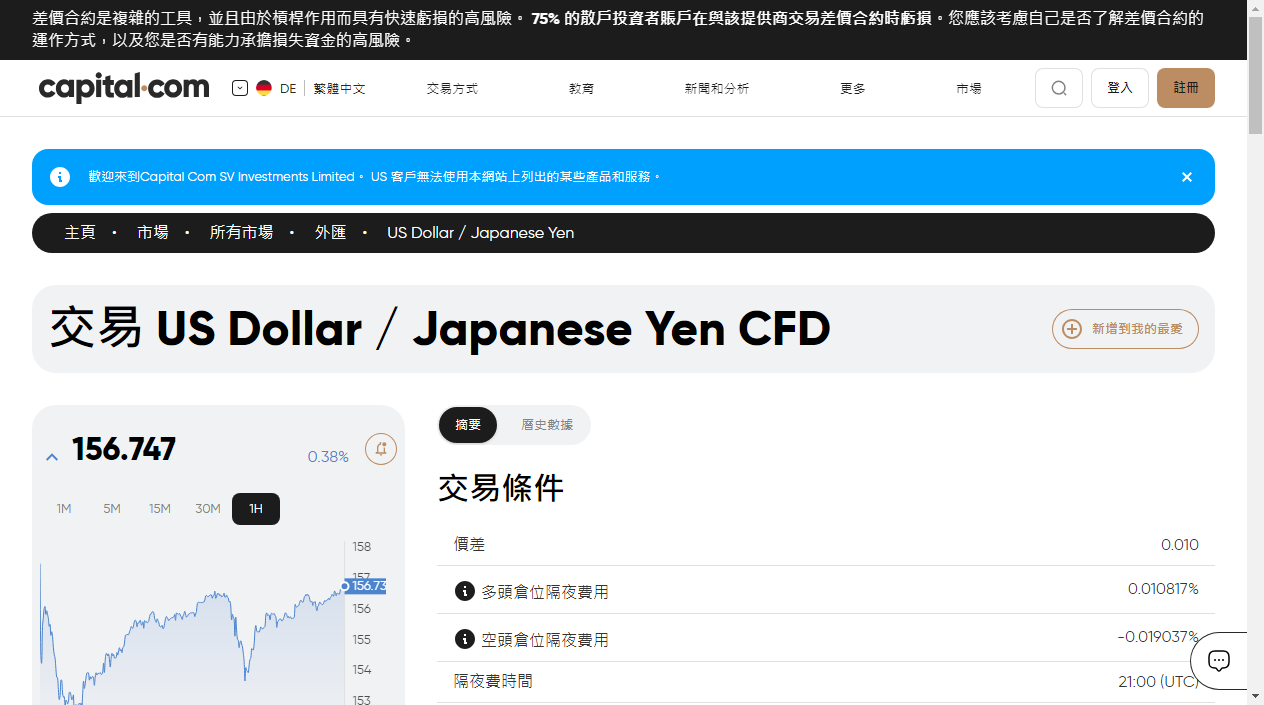 差價合約是複雜的工具，並且由於槓桿作用而具有快速虧損的高風險。 75% 的散戶投資者賬戶在與該提供商交易差價合約時虧損。您應該考慮自己是否了解差價合約的
運作方式，以及您是否有能力承擔損失資金的高風險。
capital.com
DE 繁體中文
交易方式
教育
新聞和分析
更多
市場
登入
註冊
歡迎來到Capital Com SV Investments Limited。 US 客戶無法使用本網站上列出的某些產品和服務。
主頁 • 市場 • 所有市場 • 外匯 • US Dollar / Japanese Yen
交易 US Dollar / Japanese Yen CFD
新增到我的最愛
156.747
0.38%
1M 5M 15M 30M 1H
158
157
156.73
156
155
154
153
摘要
曆史數據
交易條件
價差 0.010
多頭倉位隔夜費用 0.010817%
空頭倉位隔夜費用 -0.019037%
隔夜費時間 21:00 (UTC)